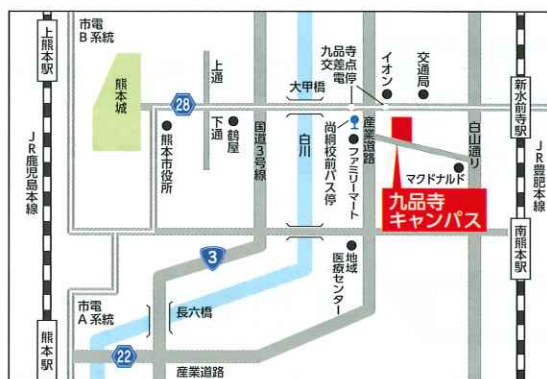 市電
B系統
上熊本駅
熊本城
上通
下通
鶴屋
28
熊本市役所
国道3号線
大甲橋
白川
九品寺
交差点
電停
イオン
交通局
尚絅校前バス停
ファミリーマート
産業道路
白山通り
マクドナルド
新水前寺駅
JR豊肥本線
JR鹿児島本線
九品寺
キャンパス
南熊本駅
3
地域
医療センター
市電
A系統
長六橋
熊本駅
22
産業道路